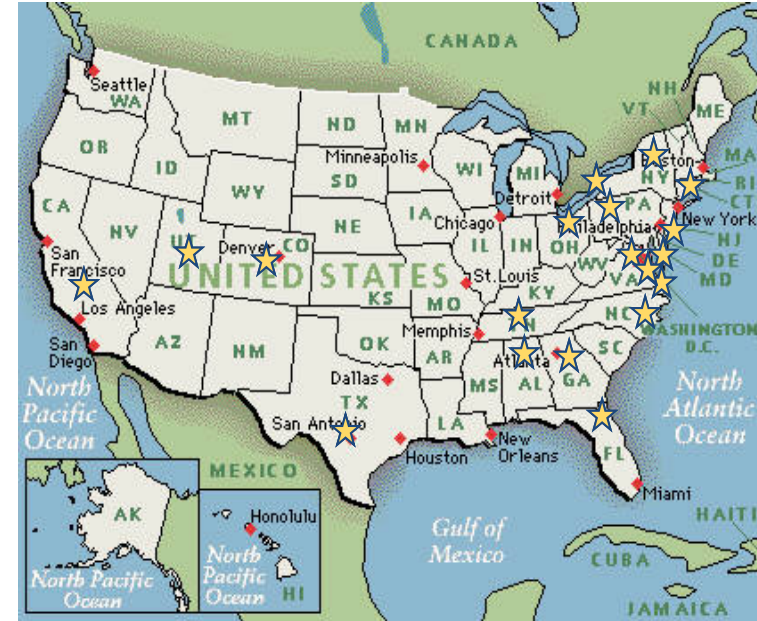 CANADA
NH
VT
ME
Seattle
WA
MT
ND
MN
OR
Minneapolis
WI
MI
NY
MA
ID
SD
Detroit
RI
WY
PA
CT
CA
IA
Chicago
New York
NV
NE
IL
IN
OH
NJ
San
Francisco
Denver
CO
WV
DE
UNITED STATES
St.Louis
VA
MD
KS
MO
KY
Los Angeles
NC
WASHINGTON
D.C.
Memphis
San
Diego
AZ
NM
OK
AR
SC
Atlanta
Dallas
MS
AL
GA
North
Pacific
Ocean
North
Atlantic
Ocean
TX
San Antonio
LA
New
Orleans
Houston
FL
MEXICO
Miami
AK
Honolulu
HAITI
Gulf of
Mexico
North Pacific
Ocean
North
Pacific
Ocean
HI
CUBA
JAMAICA